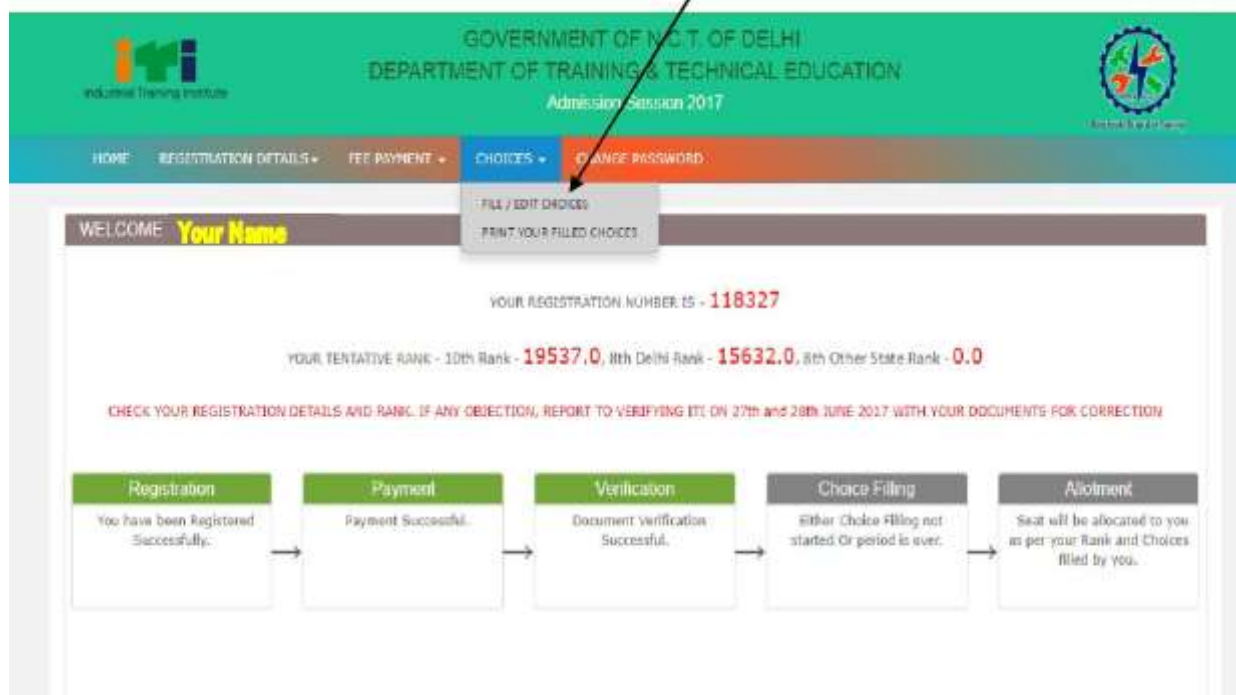 GOVERNMENT OF N.C.T. OF DELHI
DEPARTMENT OF TRAINING & TECHNICAL EDUCATION
Admission Session 2017
iti
Industrial Training Institute
HOME REGISTRATION DETAILS FEE PAYMENT CHOICES CHANGE PASSWORD
FILL / EDIT CHOICES
PRINT YOUR FILLED CHOICES
WELCOME Your Name
YOUR REGISTRATION NUMBER IS - 118327
YOUR TENTATIVE RANK - 10th Rank - 19537.0, 8th Delhi Rank - 15632.0, 8th Other State Rank - 0.0
CHECK YOUR REGISTRATION DETAILS AND RANK. IF ANY OBJECTION, REPORT TO VERIFYING ITI ON 27th and 28th JUNE 2017 WITH YOUR DOCUMENTS FOR CORRECTION
Registration
You have been Registered
Successfully.
Payment
Payment Successful.
Verification
Document Verification
Successful.
Choice Filling
Either Choice Filling not
started Or period is over.
Allotment
Seat will be allocated to you
as per your Rank and Choices
filled by you.